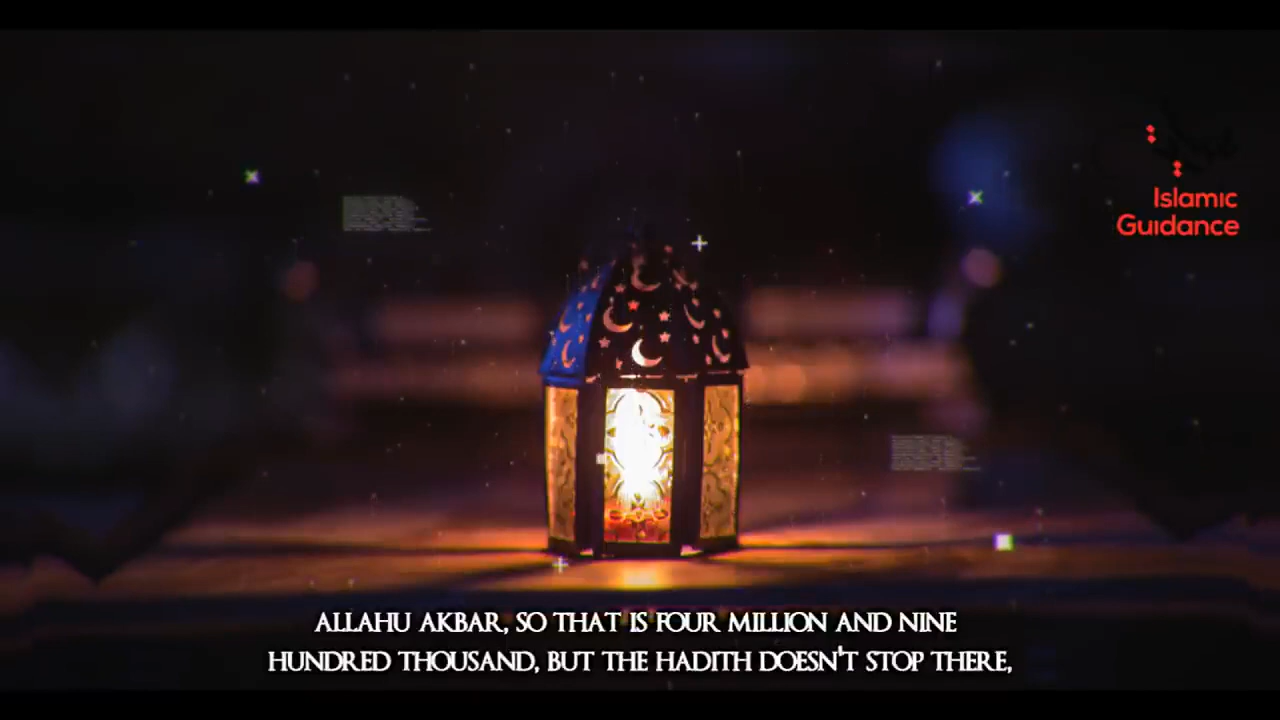 Islamic
Guidance
ALLAHU AKBAR, SO THAT IS FOUR MILLION AND NINE
HUNDRED THOUSAND, BUT THE HADITH DOESN'T STOP THERE,